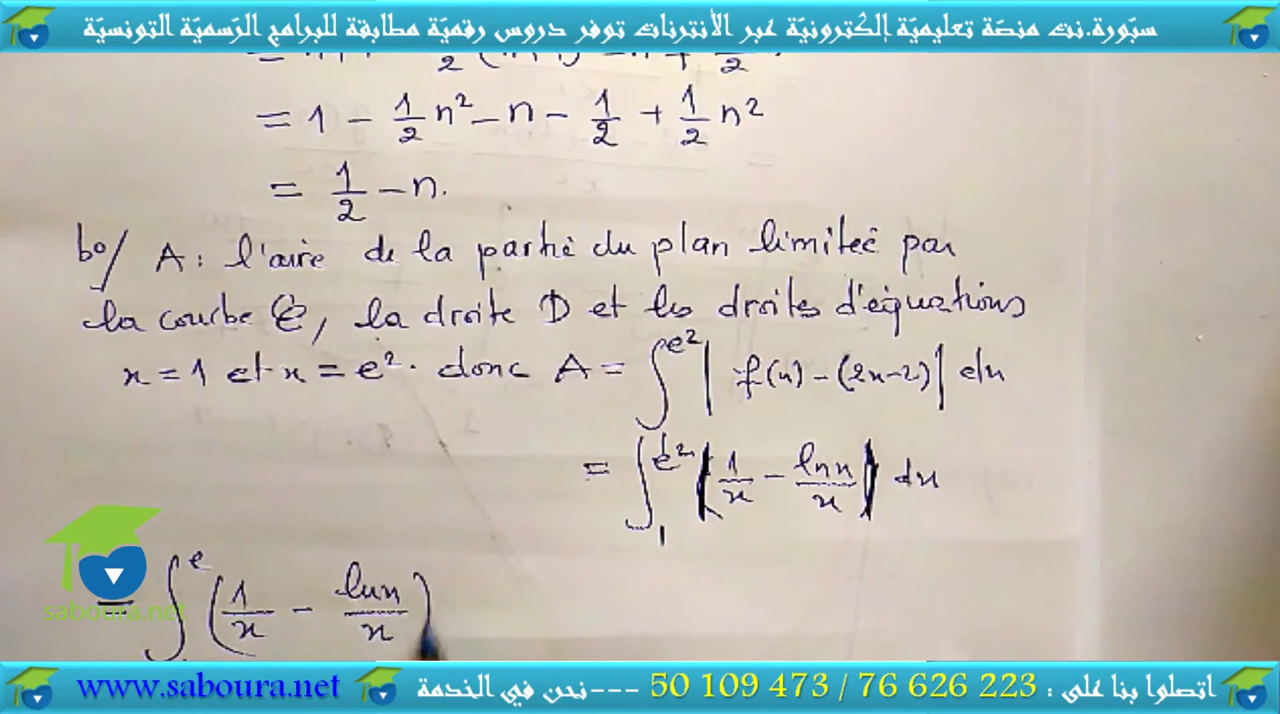 سبّورة.نت منصّة تعليميّة إلكترونيّة عبر الأنترنات توفر دروس رقميّة مطابقة للبرامج الرّسميّة التونسيّة
= 1 - 1/2 n² - n - 1/2 + 1/2 n²
= 1/2 - n.
b°/ A : l'aire de la partie du plan limiteé par
la courbe C, la droite D et les droites d'équations
x = 1 et x = e². donc A = ∫ e² | f(x) - (2x-2) | dx
= ∫₁^e² | 1/x - lnx/x | dx
= ∫ e ( 1/x - lnx/x )
saboura.net
www.saboura.net اتصلوا بنا على : 50 109 473 / 76 626 223 ---نحن في الخدمة